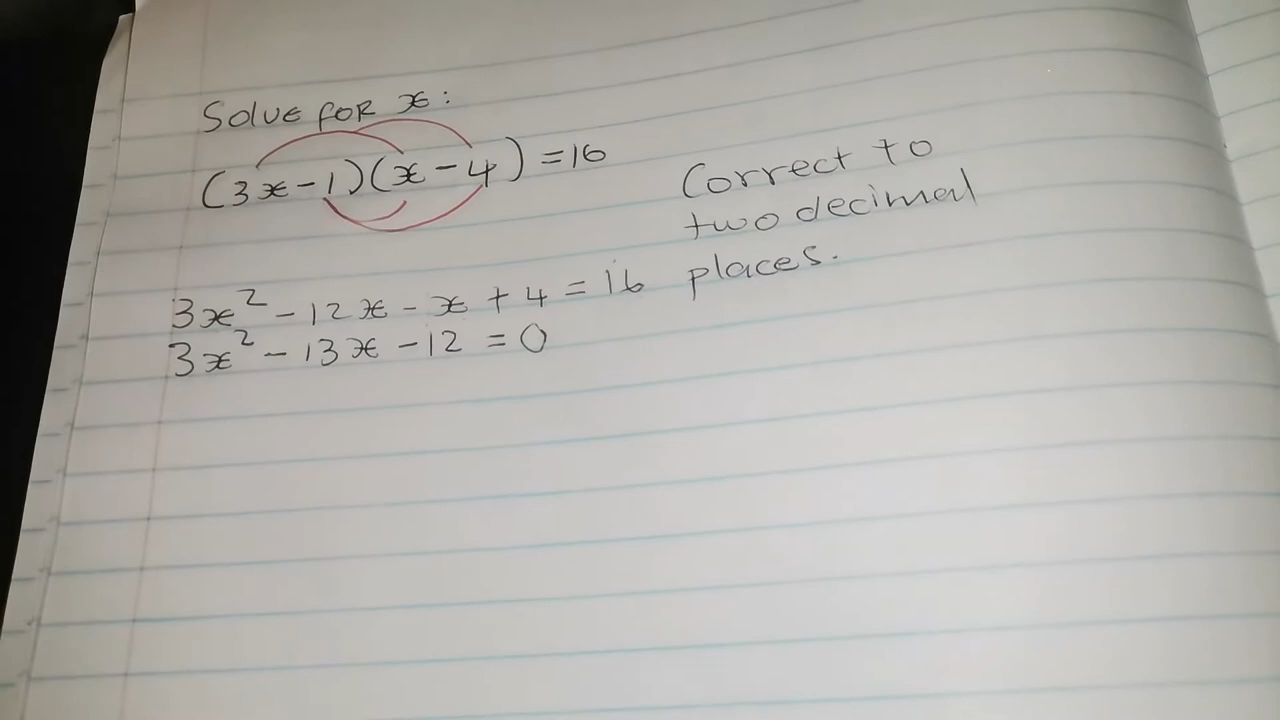 Solve for x:
(3x-1)(x-4) = 16
Correct to
two decimal
places.
3x² - 12x - x + 4 = 16
3x² - 13x - 12 = 0